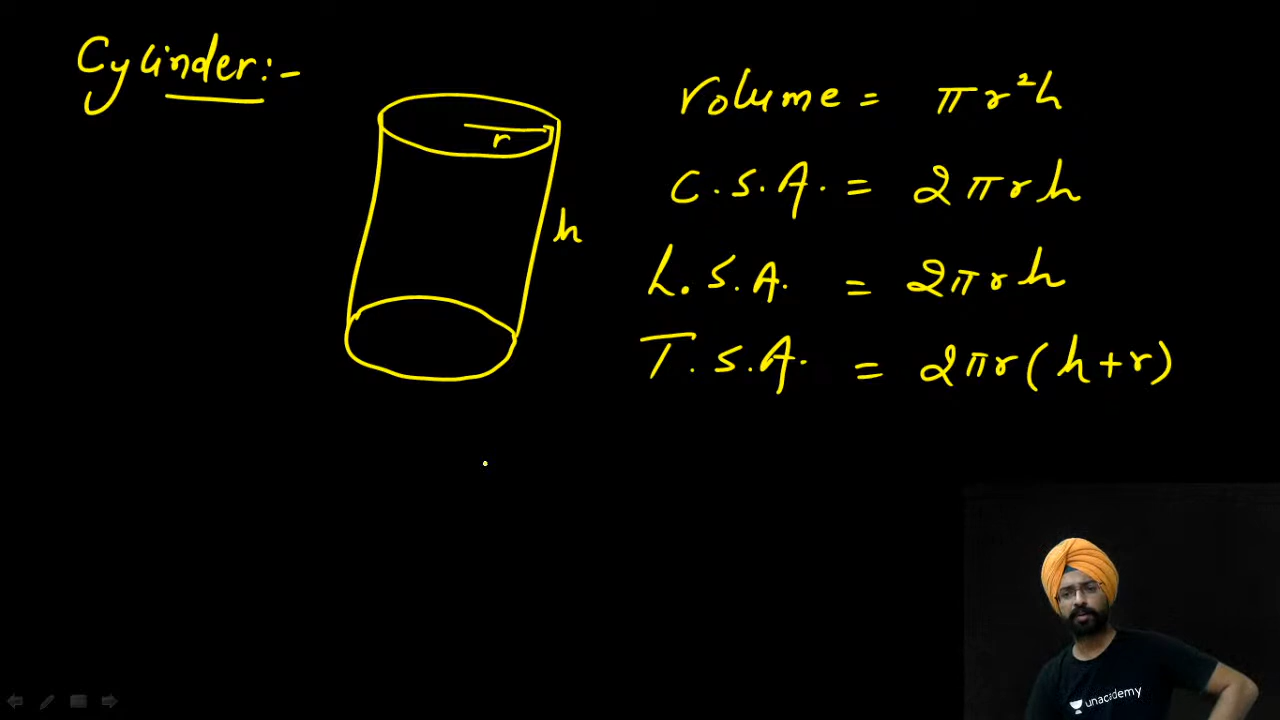 Cylinder:-
r
h
Volume = πr²h
C.S.A. = 2πrh
L.S.A. = 2πrh
T.S.A. = 2πr(h+r)
unacademy